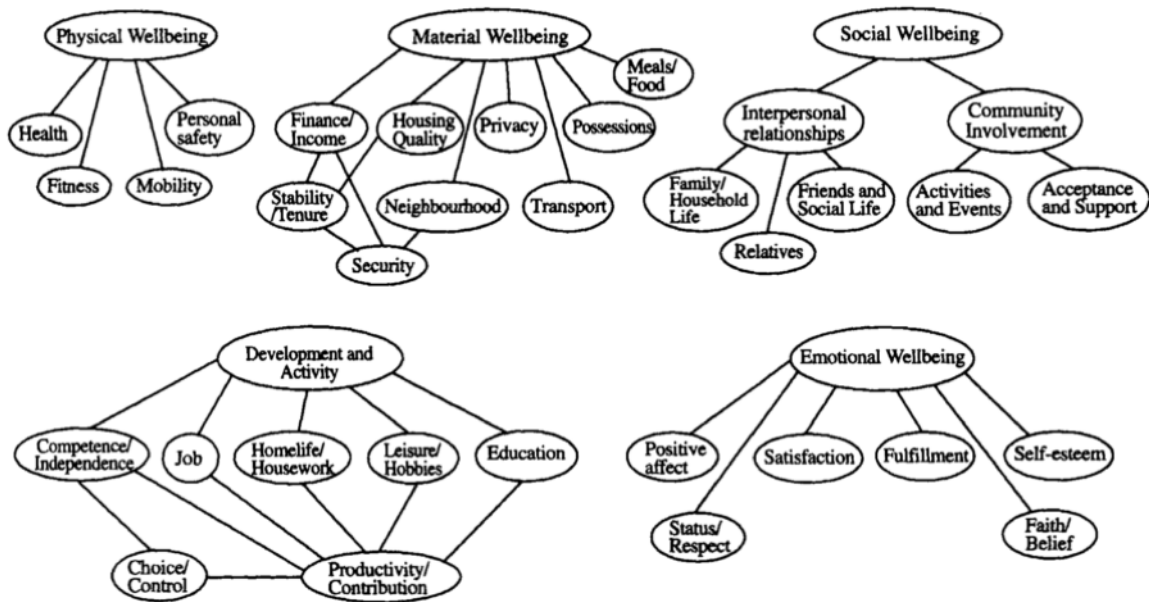 Physical Wellbeing
Health
Fitness
Mobility
Personal
safety
Material Wellbeing
Finance/
Income
Housing
Quality
Privacy
Possessions
Meals/
Food
Stability
/Tenure
Neighbourhood
Transport
Security
Social Wellbeing
Interpersonal
relationships
Community
Involvement
Family/
Household
Life
Relatives
Friends and
Social Life
Activities
and Events
Acceptance
and Support
Development and
Activity
Competence/
Independence
Job
Homelife/
Housework
Leisure/
Hobbies
Education
Choice/
Control
Productivity/
Contribution
Emotional Wellbeing
Positive
affect
Status/
Respect
Satisfaction
Fulfillment
Faith/
Belief
Self-esteem